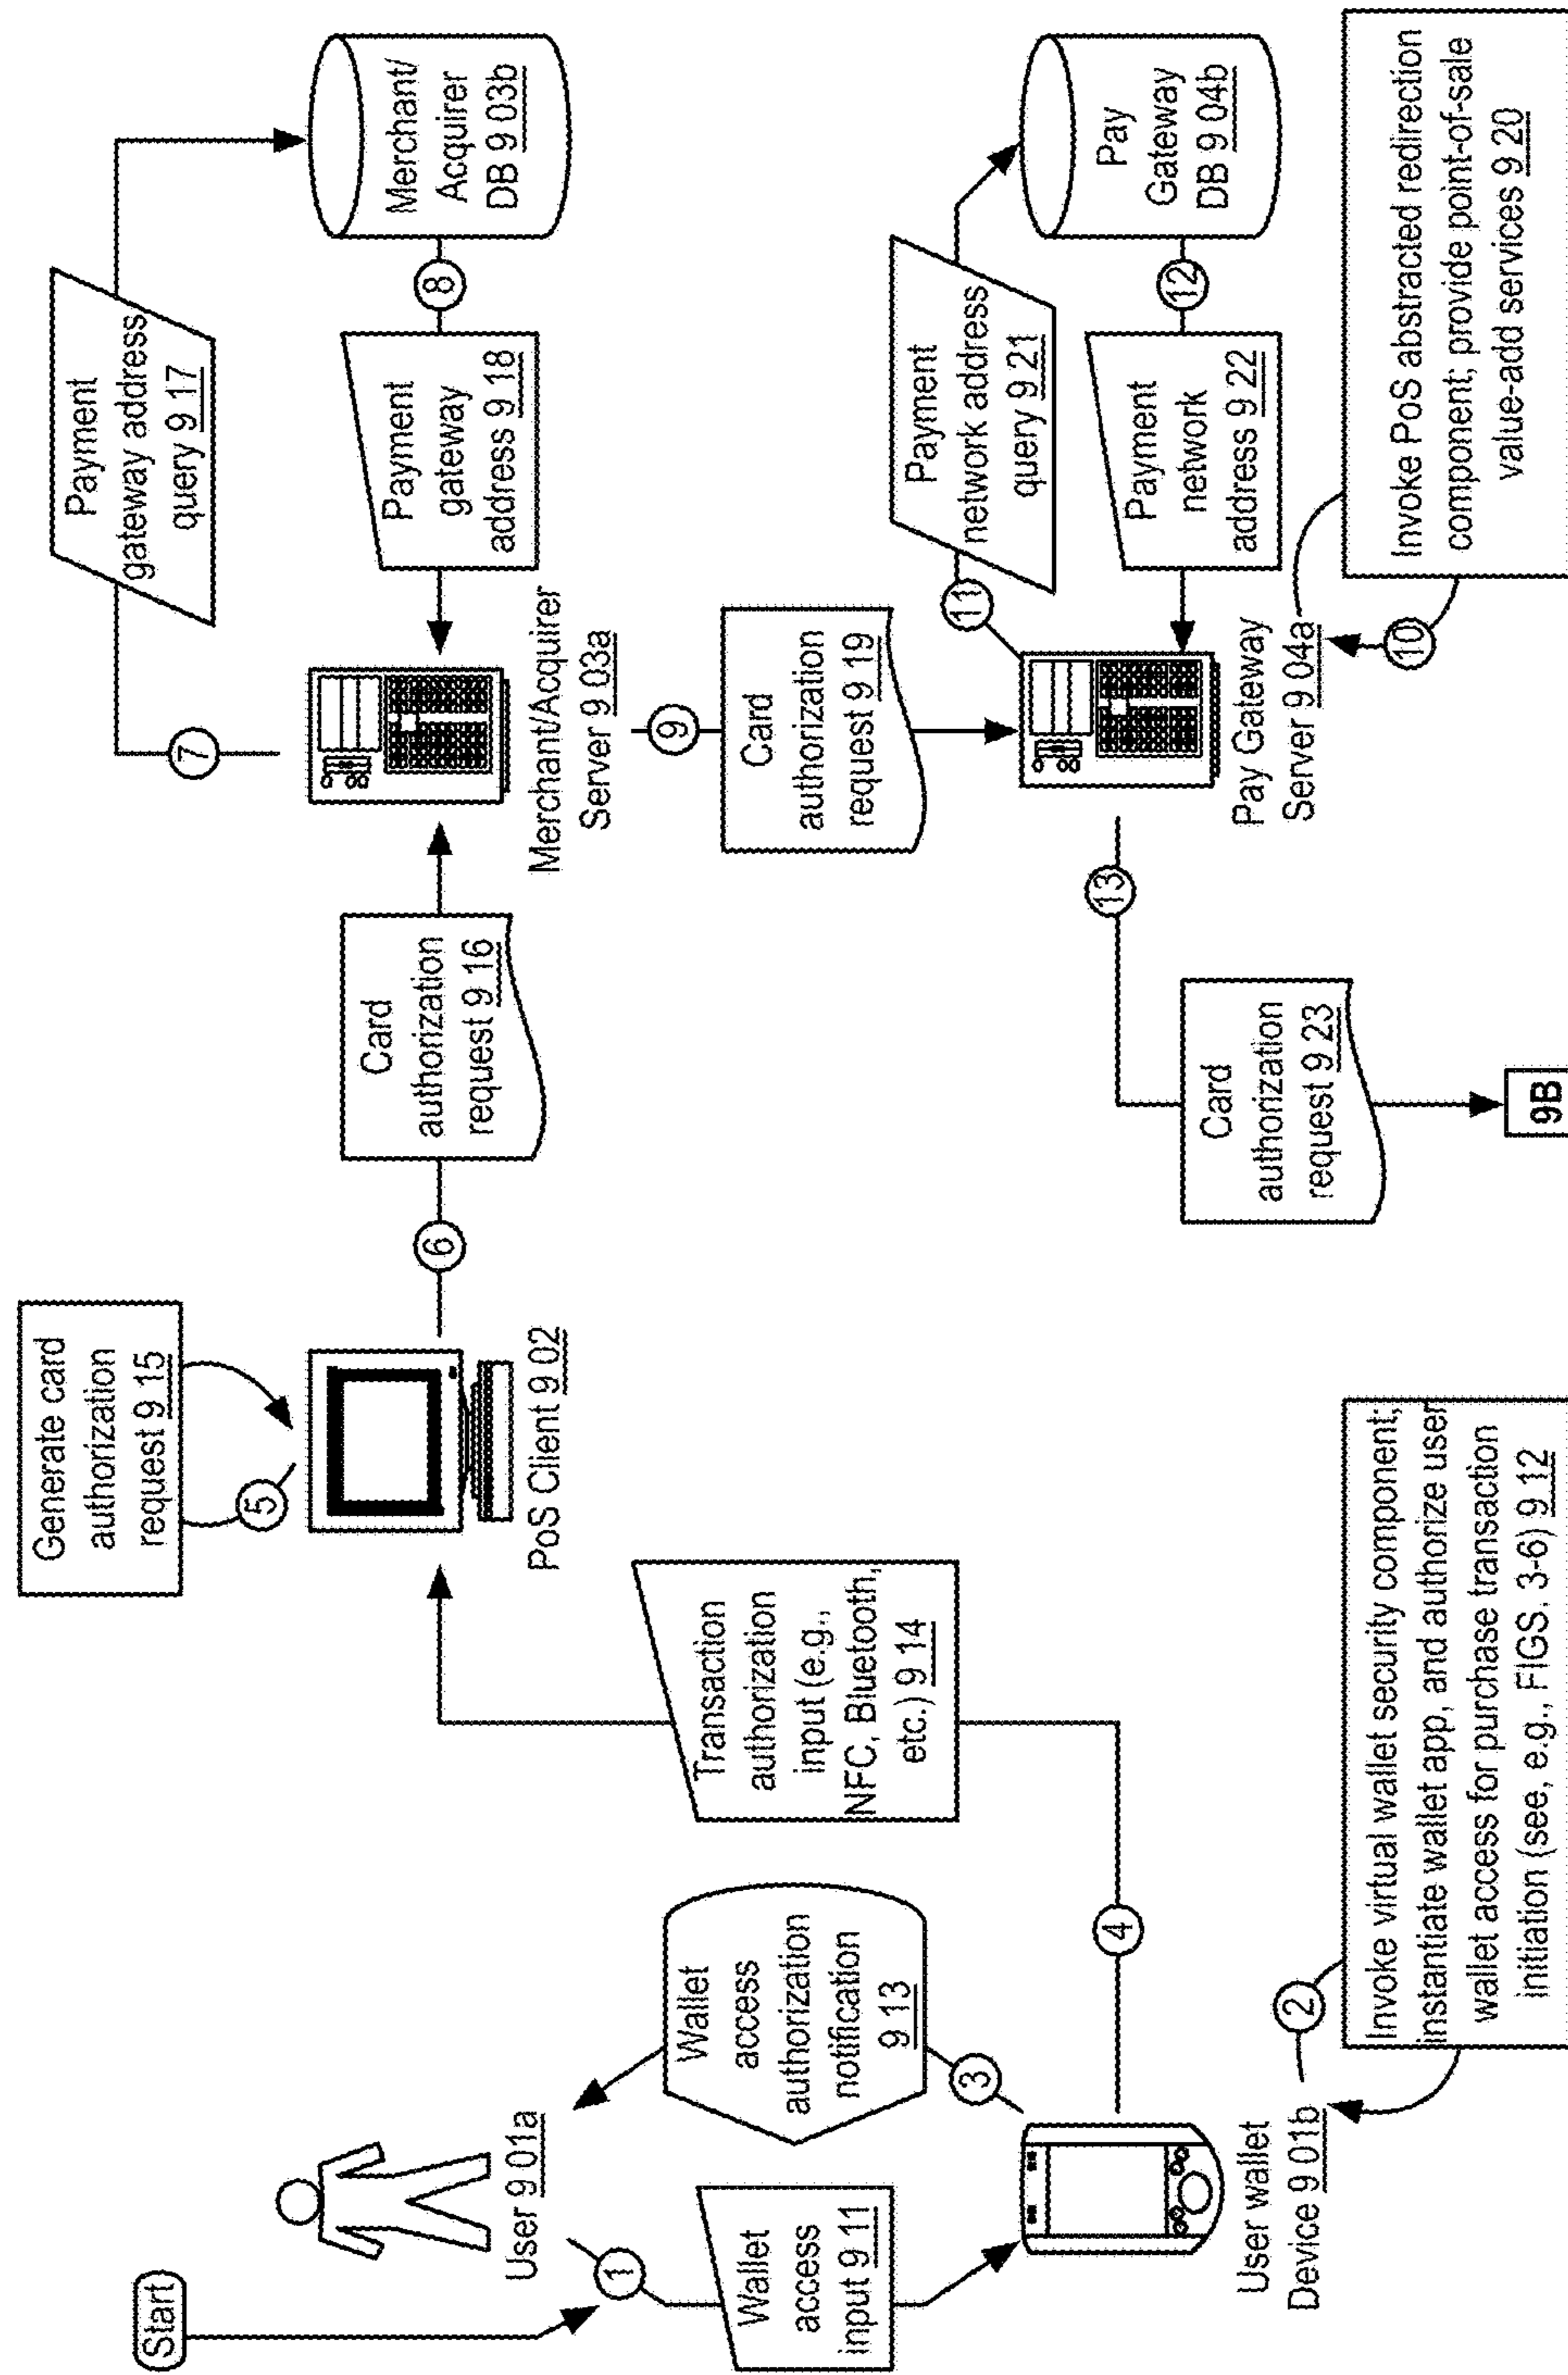 Start
User 9 01a
1
Wallet
access
input 9 11
User wallet
Device 9 01b
2
Invoke virtual wallet security component;
instantiate wallet app, and authorize user
wallet access for purchase transaction
initiation (see, e.g., FIGS. 3-6) 9 12
3
Wallet
access
authorization
notification
9 13
4
Transaction
authorization
input (e.g.,
NFC, Bluetooth,
etc.) 9 14
Generate card
authorization
request 9 15
5
PoS Client 9 02
6
Card
authorization
request 9 16
7
Payment
gateway address
query 9 17
Merchant/
Acquirer
DB 9 03b
8
Payment
gateway
address 9 18
Merchant/Acquirer
Server 9 03a
9
Card
authorization
request 9 19
Pay Gateway
Server 9 04a
10
Invoke PoS abstracted redirection
component; provide point-of-sale
value-add services 9 20
11
Payment
network address
query 9 21
Pay
Gateway
DB 9 04b
12
Payment
network
address 9 22
13
Card
authorization
request 9 23
9B